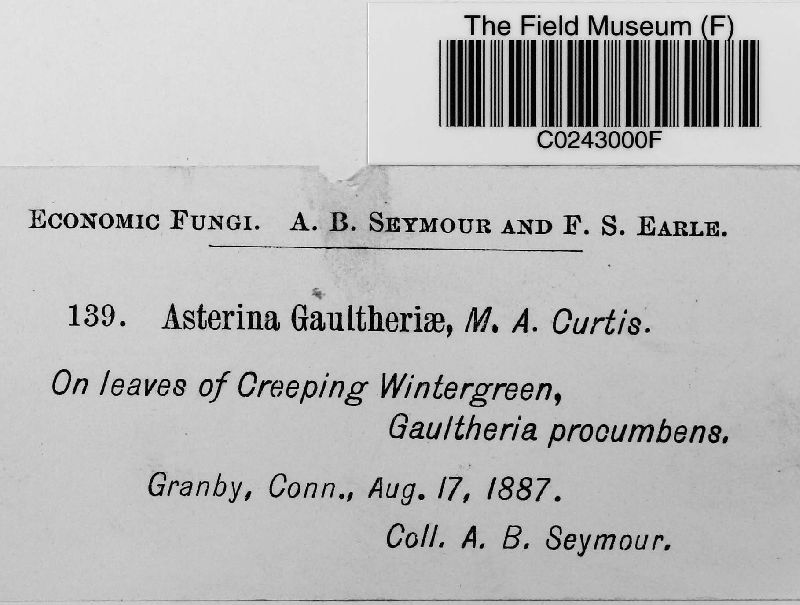 The Field Museum (F)
C0243000F
ECONOMIC FUNGI. A. B. SEYMOUR AND F. S. EARLE.
139. Asterina Gaultheriæ, M. A. Curtis.
On leaves of Creeping Wintergreen,
Gaultheria procumbens.
Granby, Conn., Aug. 17, 1887.
Coll. A. B. Seymour.